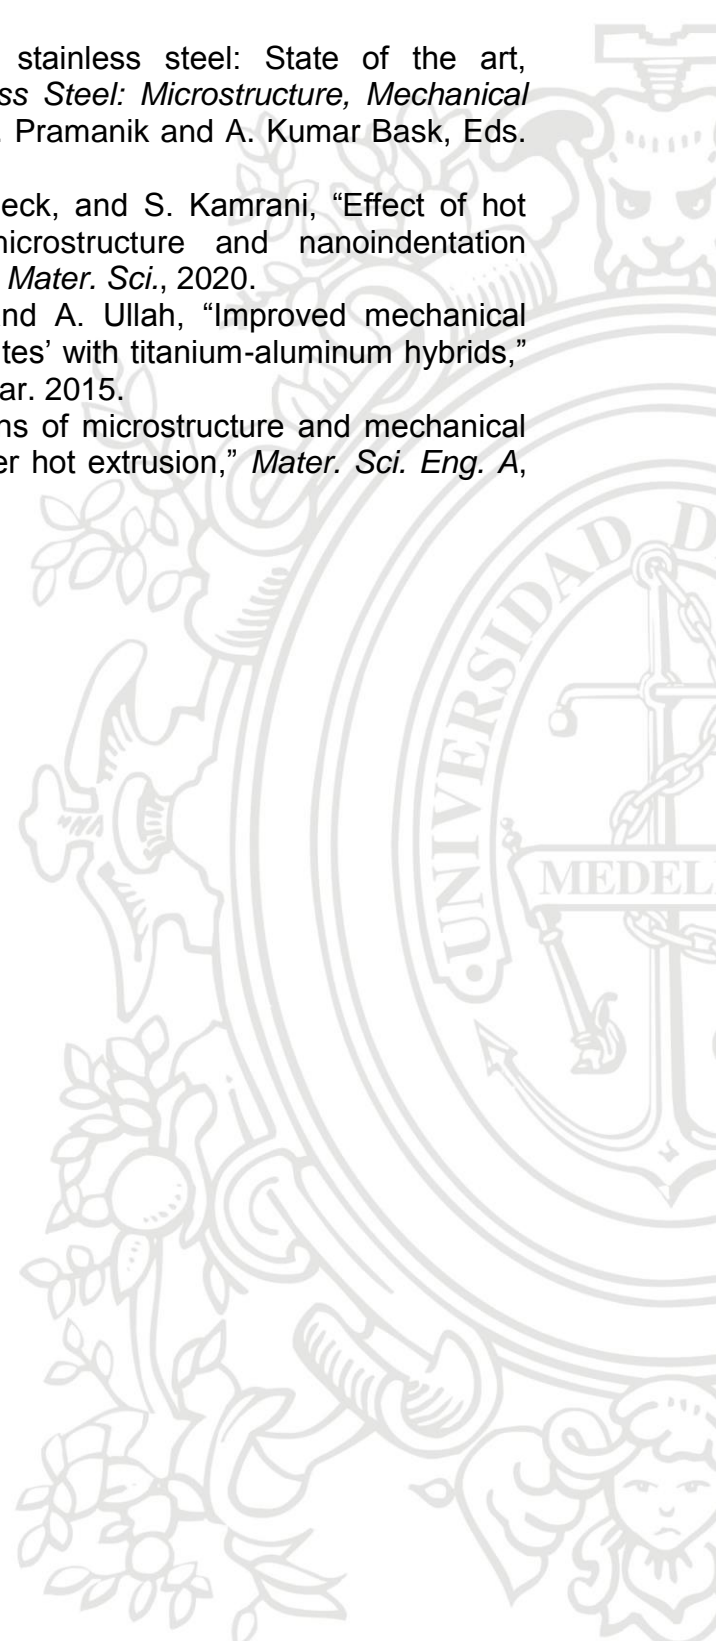 stainless steel: State of the art,
ss Steel: Microstructure, Mechanical
. Pramanik and A. Kumar Bask, Eds.
eck, and S. Kamrani, “Effect of hot
nicrostructure and nanoindentation
Mater. Sci., 2020.
nd A. Ullah, “Improved mechanical
tes’ with titanium-aluminum hybrids,”
ar. 2015.
ns of microstructure and mechanical
er hot extrusion,” Mater. Sci. Eng. A,
UNIVERSIDAD D
MEDEL